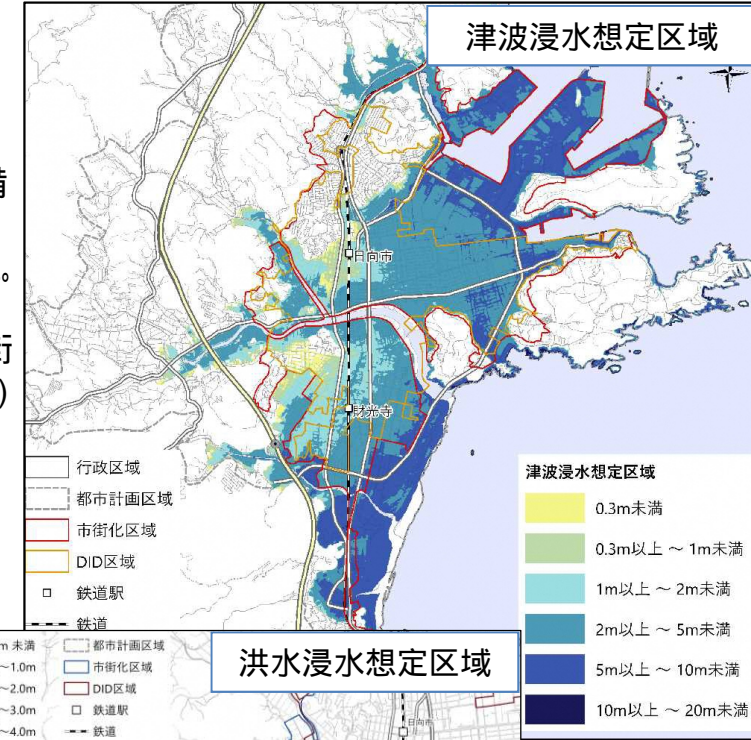 津波浸水想定区域
備
。
街
)
日向市
財光寺
行政区域
都市計画区域
市街化区域
DID区域
鉄道駅
鉄道
津波浸水想定区域
0.3m未満
0.3m以上 ～ 1m未満
1m以上 ～ 2m未満
2m以上 ～ 5m未満
5m以上 ～ 10m未満
10m以上 ～ 20m未満
洪水浸水想定区域
m 未満
～1.0m
～2.0m
～3.0m
～4.0m
都市計画区域
市街化区域
DID区域
鉄道駅
鉄道
日向市